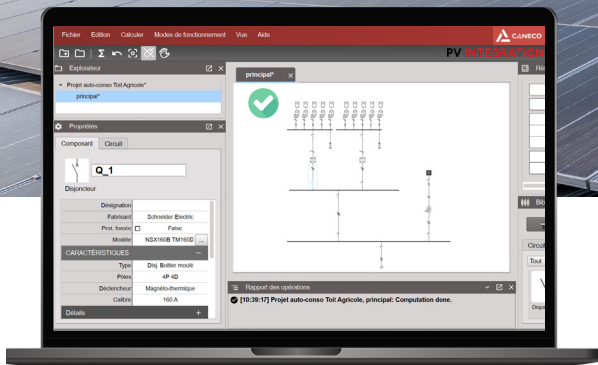 Fichier Edition Calculer Modes de fonctionnement Vue Aide
CANECO
PV INTEGRATION
Explorateur
Projet auto-conso Toit Agricole*
principal*
principal*
Propriétés
Composant Circuit
Q_1
Disjoncteur
Désignation
Fabricant Schneider Electric
Prot. forcée False
Modèle NSX160B TM160D ...
CARACTÉRISTIQUES
Type Disj. Boîtier moulé
Pôles 4P 4D
Déclencheur Magnéto-thermique
Calibre 160 A
Détails
Rapport des opérations
[10:39:17] Projet auto-conso Toit Agricole, principal: Computation done.
Bib
Circuit
Tout